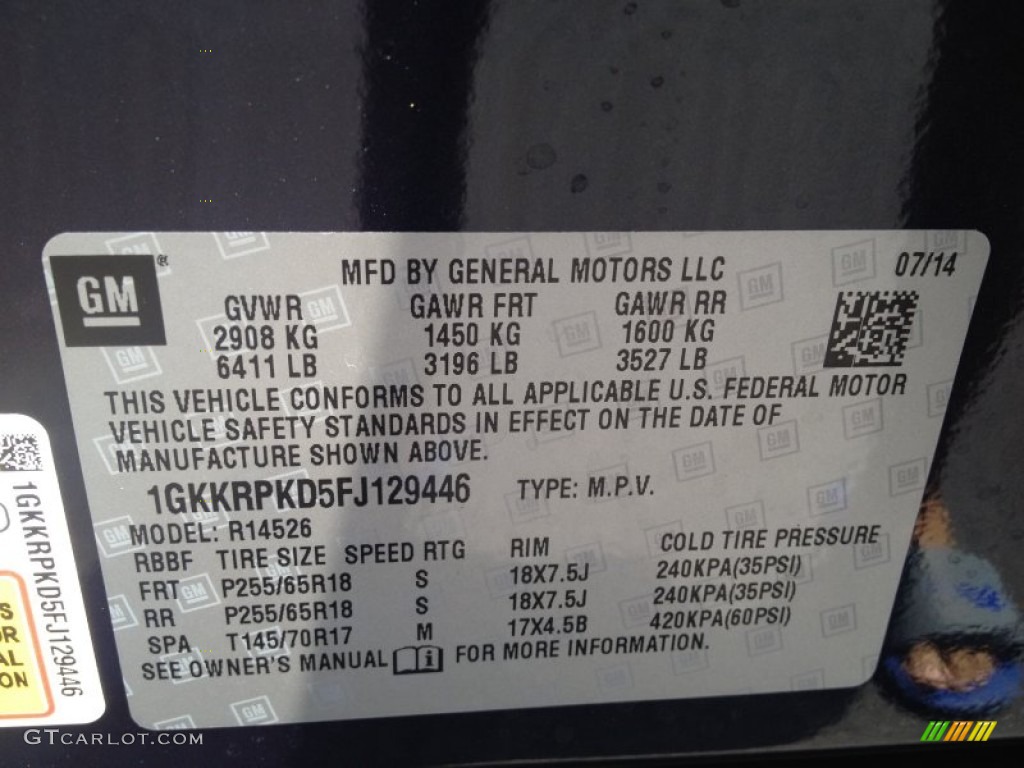 GM ®
MFD BY GENERAL MOTORS LLC 07/14
GVWR GAWR FRT GAWR RR
2908 KG 1450 KG 1600 KG
6411 LB 3196 LB 3527 LB
THIS VEHICLE CONFORMS TO ALL APPLICABLE U.S. FEDERAL MOTOR
VEHICLE SAFETY STANDARDS IN EFFECT ON THE DATE OF
MANUFACTURE SHOWN ABOVE.
1GKKRPKD5FJ129446 TYPE: M.P.V.
MODEL: R14526
RBBF TIRE SIZE SPEED RTG RIM COLD TIRE PRESSURE
FRT P255/65R18 S 18X7.5J 240KPA(35PSI)
RR P255/65R18 S 18X7.5J 240KPA(35PSI)
SPA T145/70R17 M 17X4.5B 420KPA(60PSI)
SEE OWNER'S MANUAL i FOR MORE INFORMATION.
1GKKRPKD5FJ129446
S
OR
AL
ON
GTCARLOT.COM